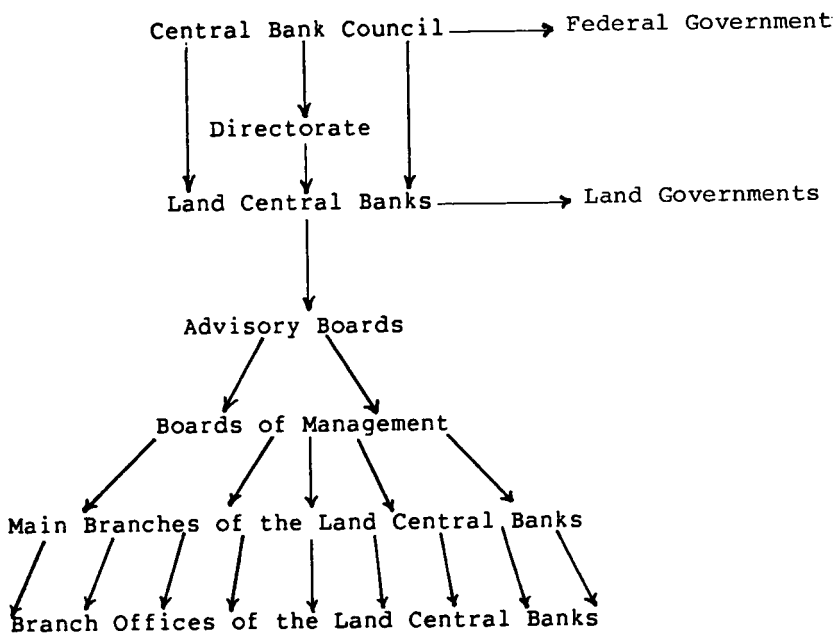 Central Bank Council
Federal Government
Directorate
Land Central Banks
Land Governments
Advisory Boards
Boards of Management
Main Branches of the Land Central Banks
Branch Offices of the Land Central Banks